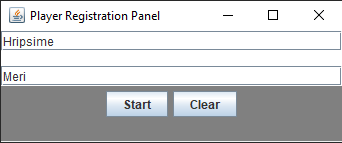 Player Registration Panel
Hripsime
Meri
Start Clear